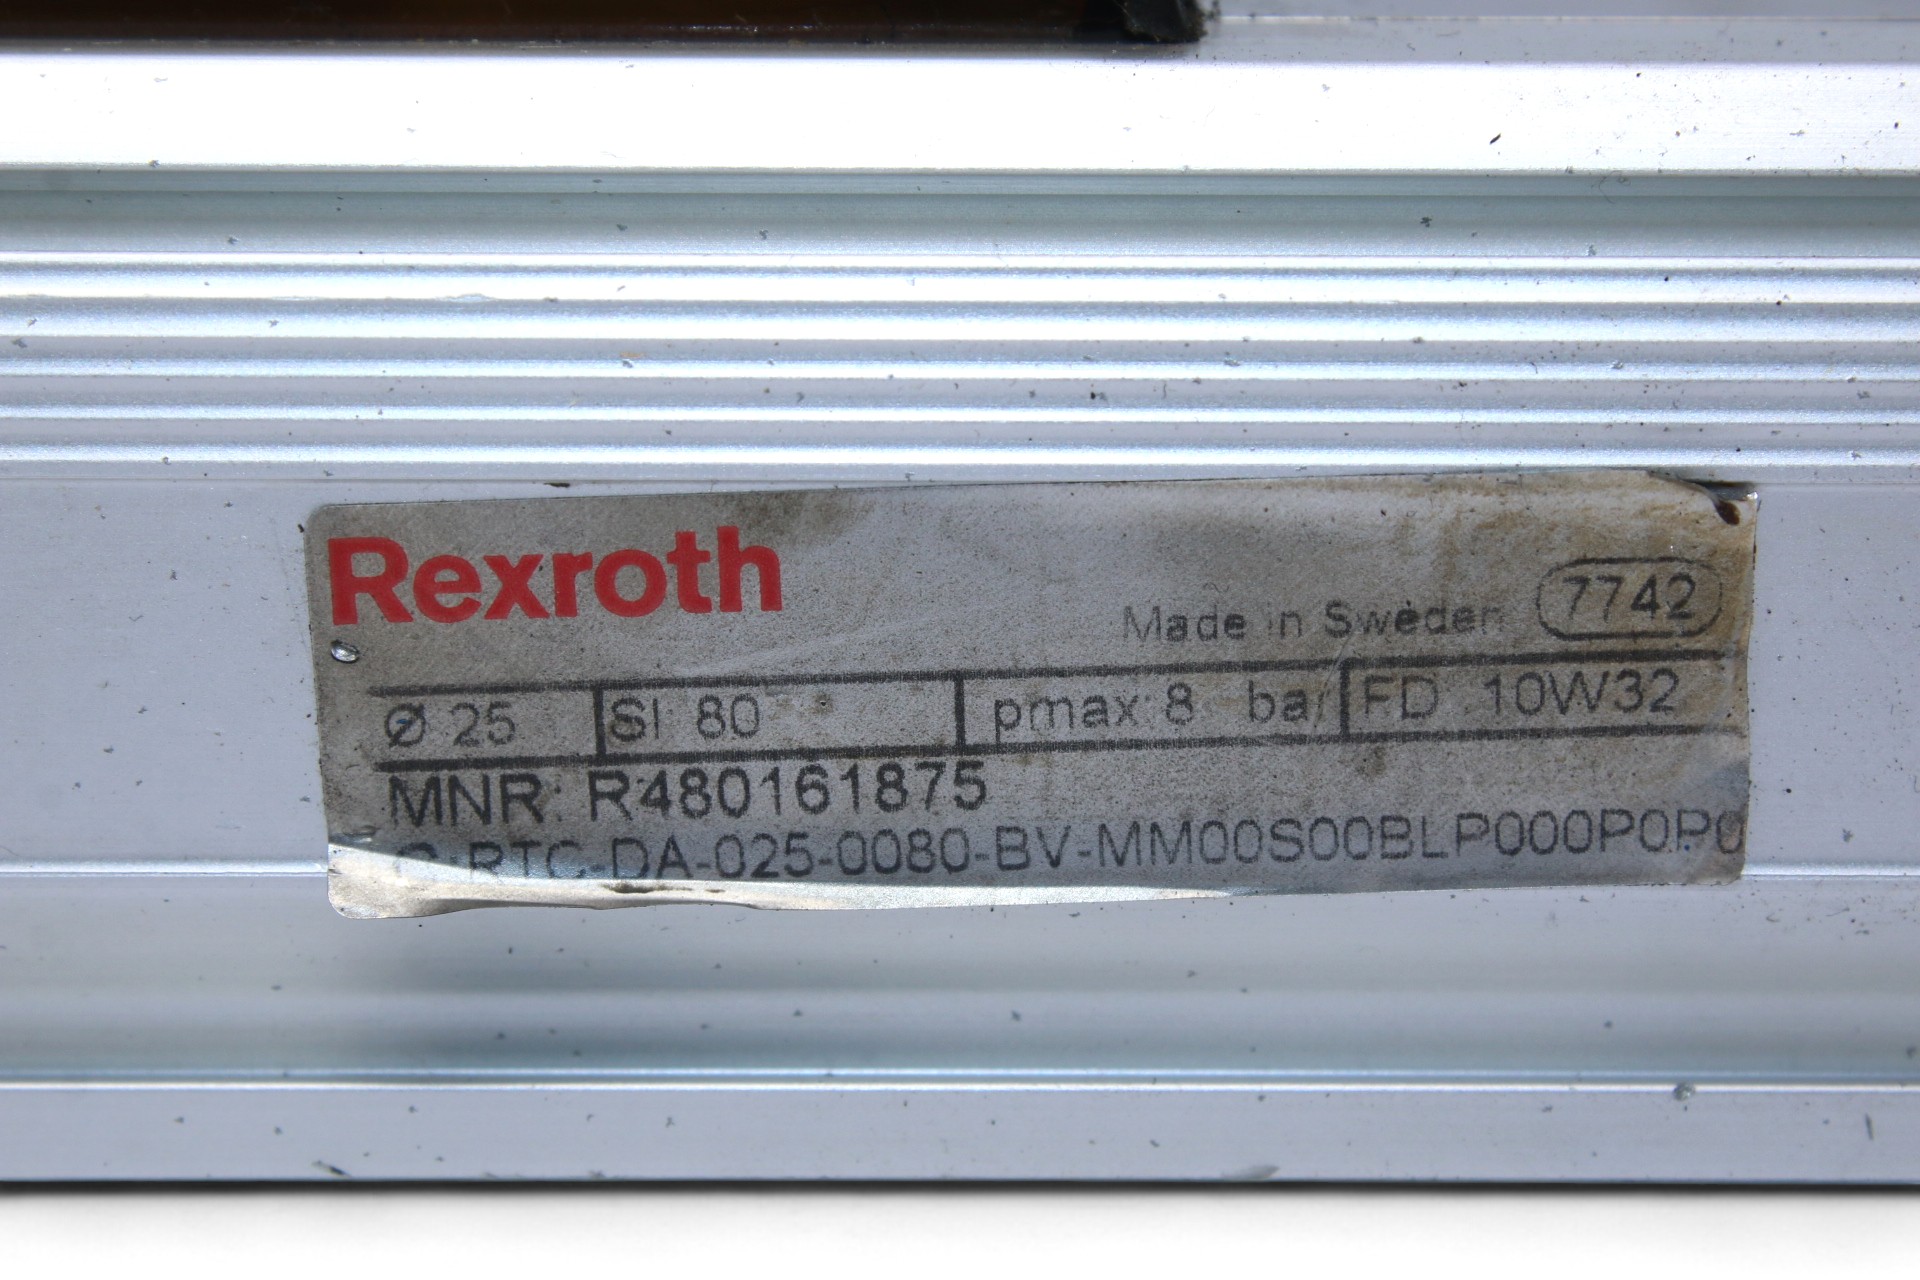 Rexroth
Made in Sweden 7742
Ø 25 SI 80 pmax: 8 bar FD 10W32
MNR: R480161875
RTC-DA-025-0080-BV-MM00S00BLP000P0P0